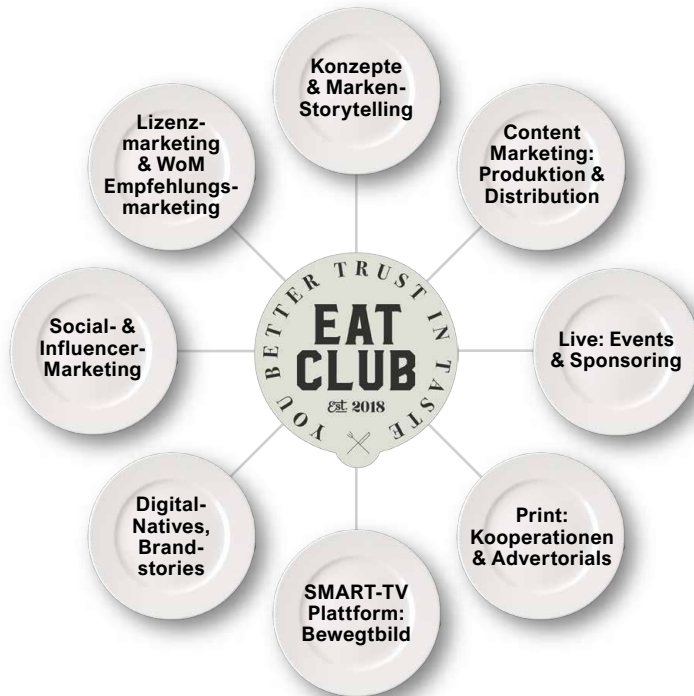 Konzepte
& Marken-
Storytelling
Content
Marketing:
Produktion &
Distribution
Live: Events
& Sponsoring
Print:
Kooperationen
& Advertorials
SMART-TV
Plattform:
Bewegtbild
Digital-
Natives,
Brand-
stories
Social- &
Influencer-
Marketing
Lizenz-
marketing
& WoM
Empfehlungs-
marketing
YOU BETTER TRUST IN TASTE
EAT
CLUB
Est. 2018